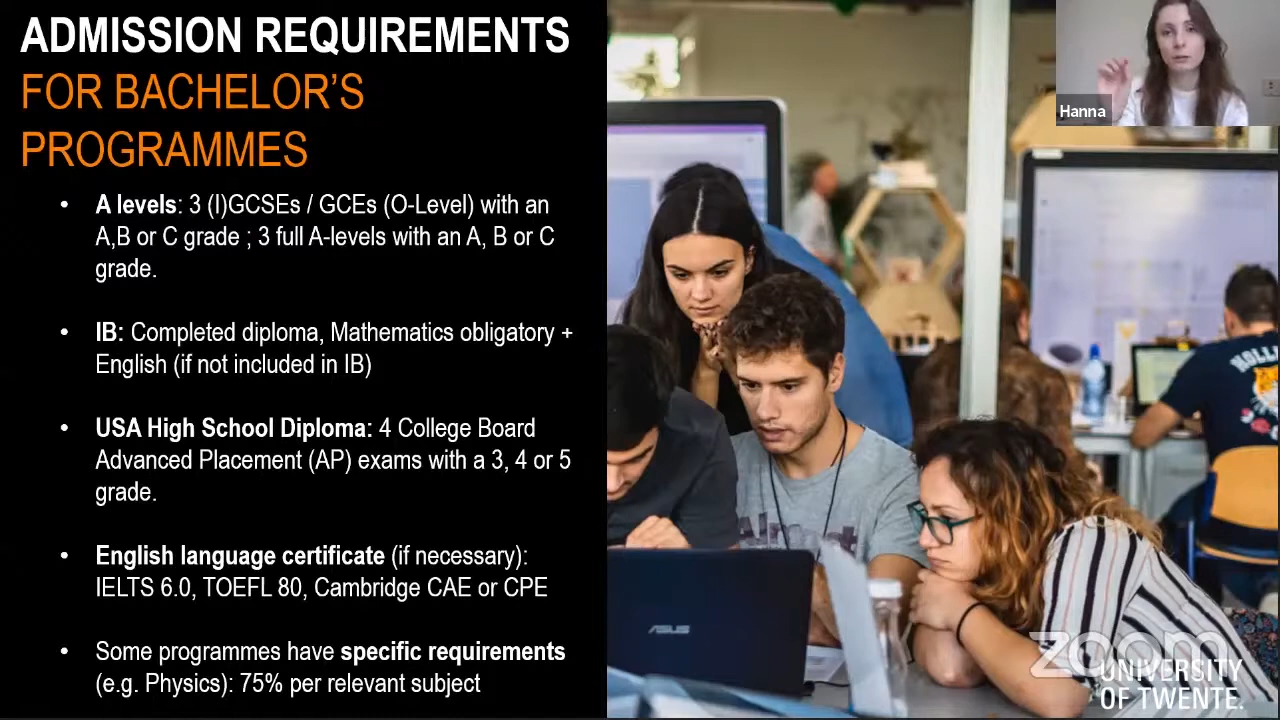 ADMISSION REQUIREMENTS
FOR BACHELOR'S
PROGRAMMES
• A levels: 3 (I)GCSEs / GCEs (O-Level) with an
A,B or C grade ; 3 full A-levels with an A, B or C
grade.
• IB: Completed diploma, Mathematics obligatory +
English (if not included in IB)
• USA High School Diploma: 4 College Board
Advanced Placement (AP) exams with a 3, 4 or 5
grade.
• English language certificate (if necessary):
IELTS 6.0, TOEFL 80, Cambridge CAE or CPE
• Some programmes have specific requirements
(e.g. Physics): 75% per relevant subject
Hanna
ASUS
zoom
UNIVERSITY
OF TWENTE.